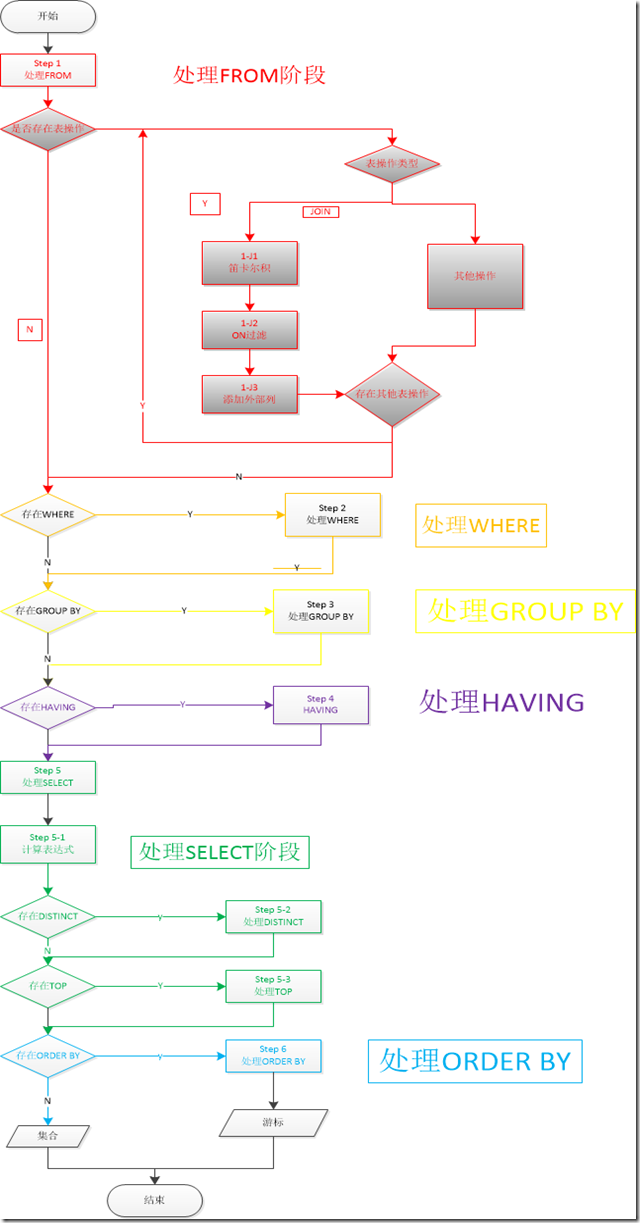 开始
Step 1
处理FROM
处理FROM阶段
是否存在表操作
表操作类型
Y
JOIN
1-J1
笛卡尔积
其他操作
N
1-J2
ON过滤
1-J3
添加外部列
存在其他表操作
Y
N
存在WHERE
Y
Step 2
处理WHERE
处理WHERE
N
Y
存在GROUP BY
Y
Step 3
处理GROUP BY
处理GROUP BY
N
存在HAVING
Y
Step 4
HAVING
处理HAVING
Step 5
处理SELECT
Step 5-1
计算表达式
处理SELECT阶段
存在DISTINCT
y
Step 5-2
处理DISTINCT
N
存在TOP
Y
Step 5-3
处理TOP
存在ORDER BY
y
Step 6
处理ORDER BY
处理ORDER BY
N
集合
游标
结束